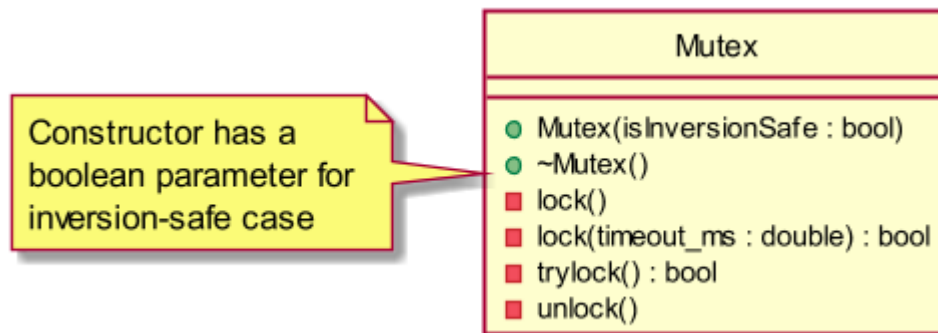 Mutex
Constructor has a
boolean parameter for
inversion-safe case
Mutex(isInversionSafe : bool)
~Mutex()
lock()
lock(timeout_ms : double) : bool
trylock() : bool
unlock()